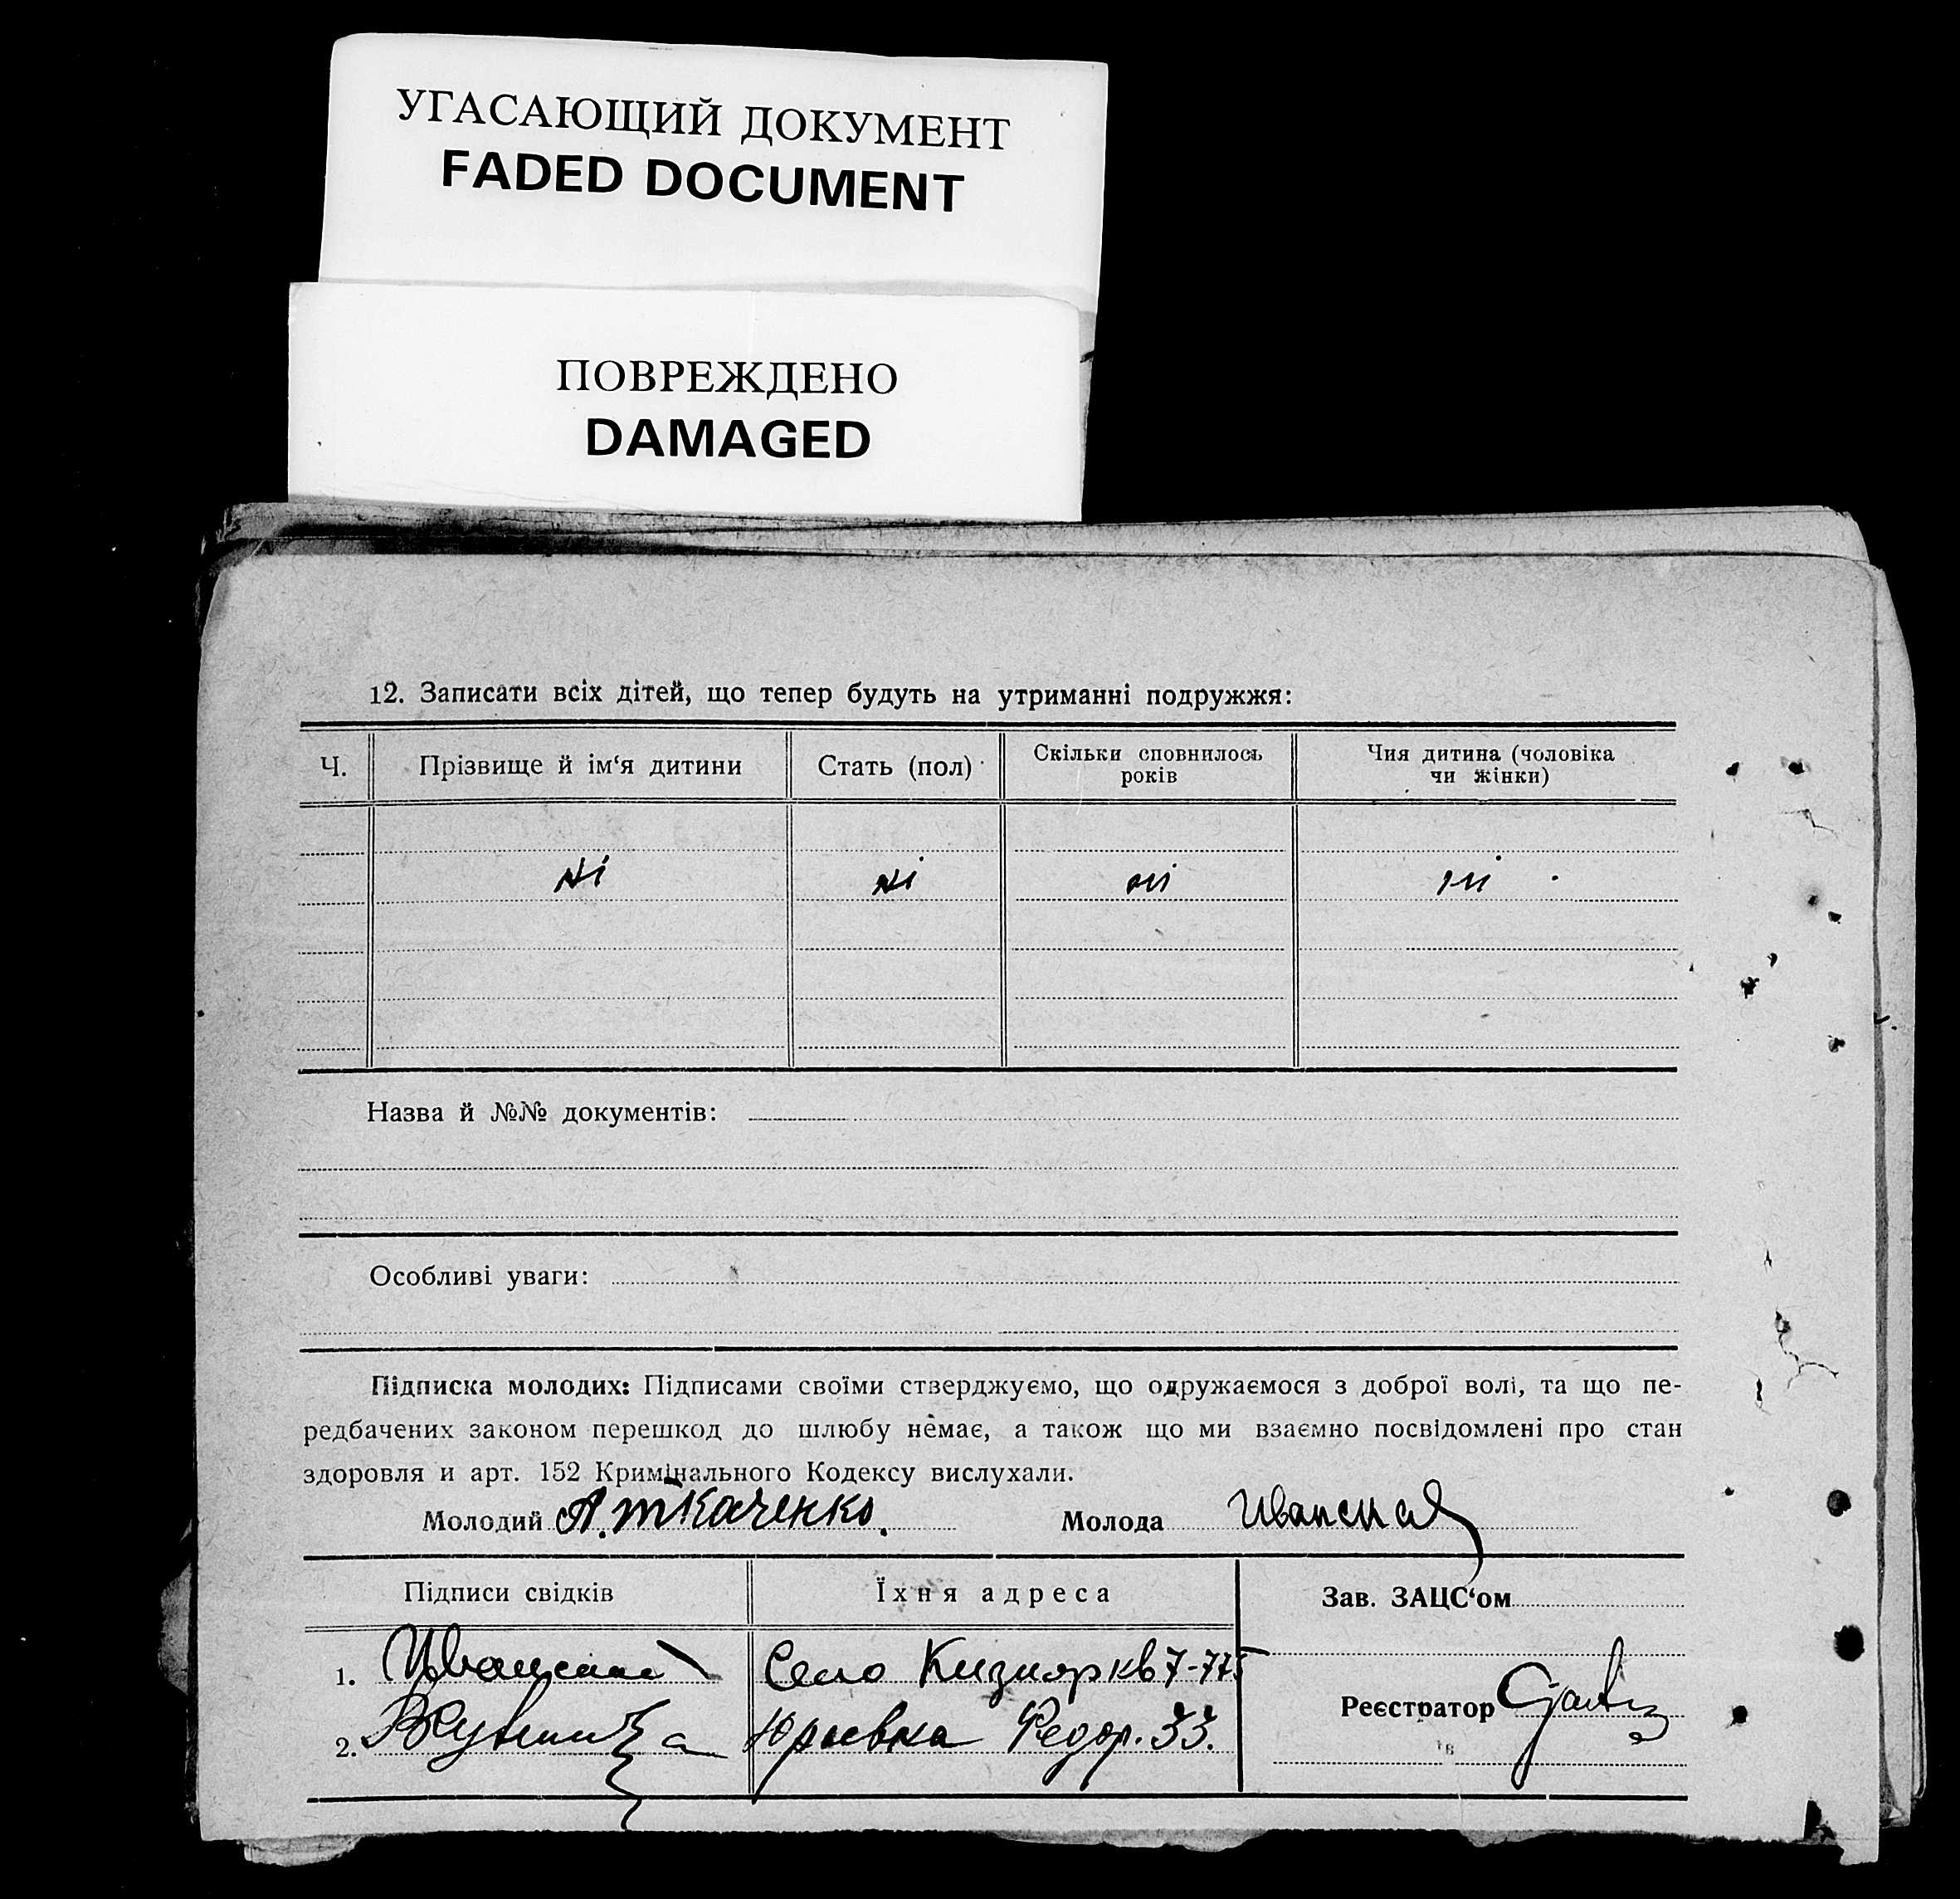 УГАСАЮЩИЙ ДОКУМЕНТ
FADED DOCUMENT
ПОВРЕЖДЕНО
DAMAGED
12. Записати всіх дітей, що тепер будуть на утриманні подружжя:
Ч. Прізвище й ім‘я дитини Стать (пол) Скільки сповнилось років Чия дитина (чоловіка чи жінки)
ні ні ні ні
Назва й №№ документів:
Особливі уваги:
Підписка молодих: Підписами своїми стверджуємо, що одружаємося з доброї волі, та що пе-
редбачених законом перешкод до шлюбу немає, а також що ми взаємно посвідомлені про стан
здоровля и арт. 152 Кримінального Кодексу вислухали.
Молодий А. Ткаченко. Молода
Підписи свідків Їхня адреса Зав. ЗАЦС‘ом
1. Село
2. Юрьевка Федор. 33.
Реєстратор